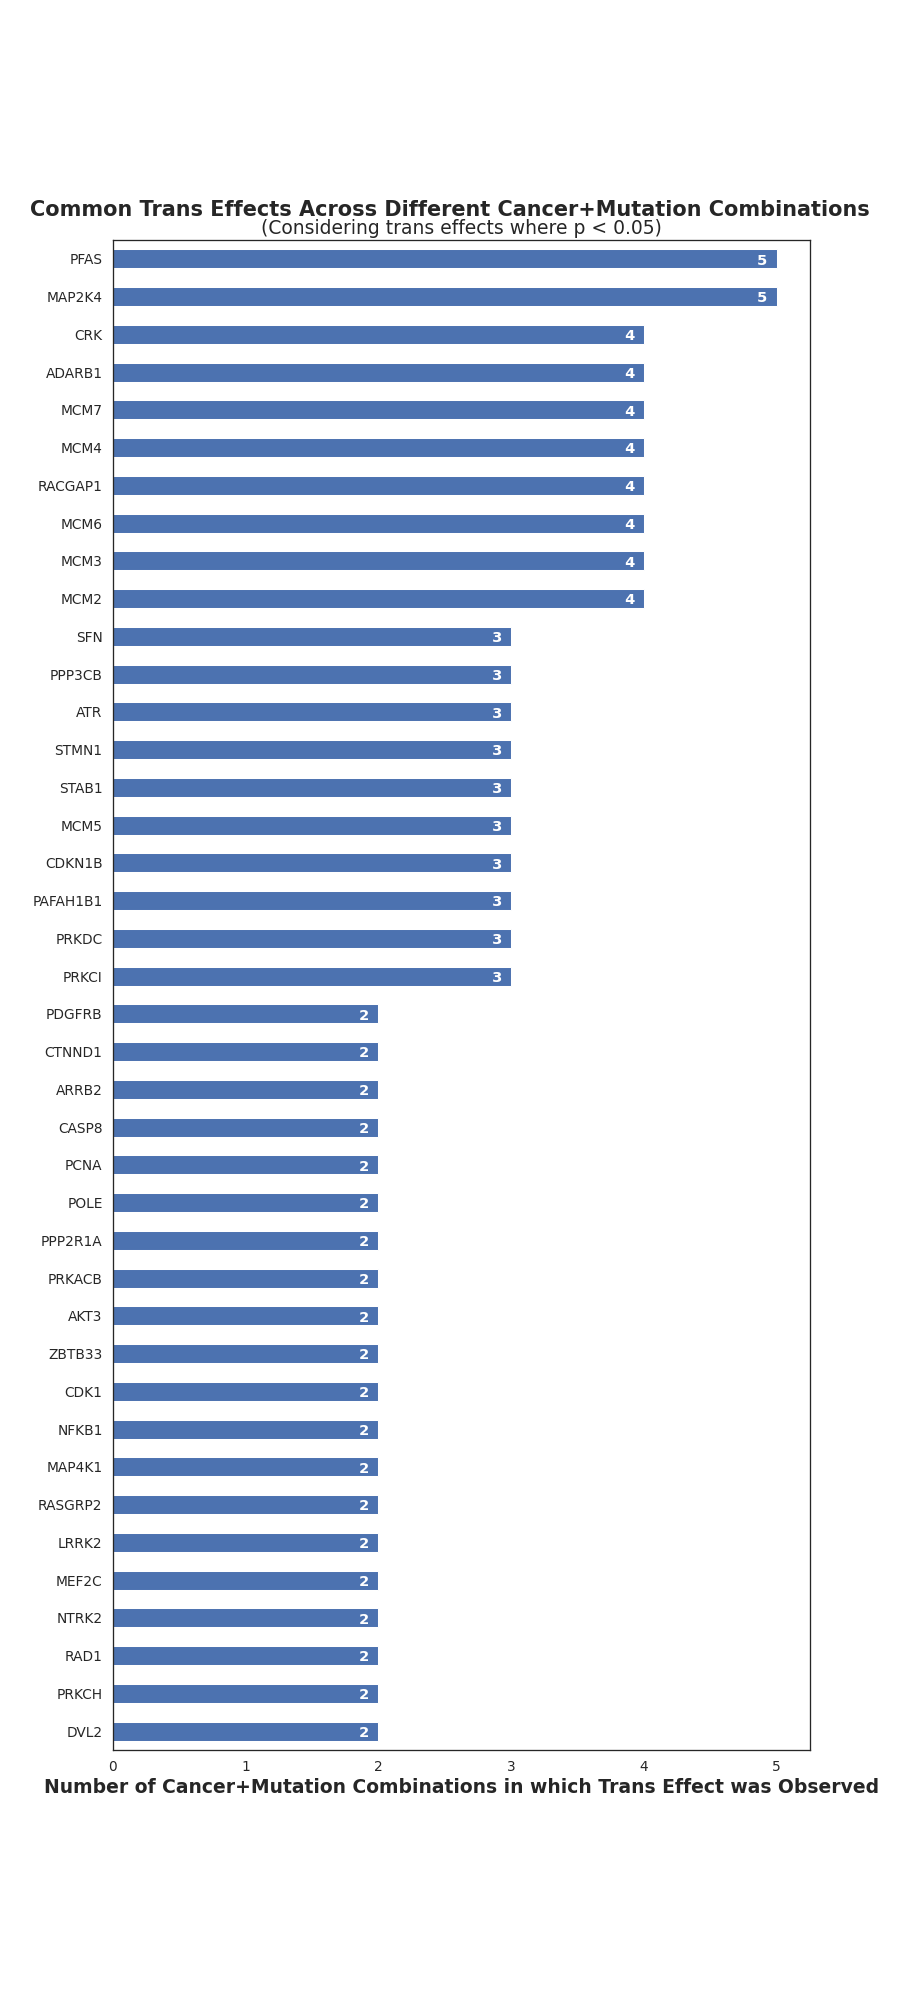 Common Trans Effects Across Different Cancer+Mutation Combinations
(Considering trans effects where p < 0.05)
PFAS 5
MAP2K4 5
CRK 4
ADARB1 4
MCM7 4
MCM4 4
RACGAP1 4
MCM6 4
MCM3 4
MCM2 4
SFN 3
PPP3CB 3
ATR 3
STMN1 3
STAB1 3
MCM5 3
CDKN1B 3
PAFAH1B1 3
PRKDC 3
PRKCI 3
PDGFRB 2
CTNND1 2
ARRB2 2
CASP8 2
PCNA 2
POLE 2
PPP2R1A 2
PRKACB 2
AKT3 2
ZBTB33 2
CDK1 2
NFKB1 2
MAP4K1 2
RASGRP2 2
LRRK2 2
MEF2C 2
NTRK2 2
RAD1 2
PRKCH 2
DVL2 2
0 1 2 3 4 5
Number of Cancer+Mutation Combinations in which Trans Effect was Observed